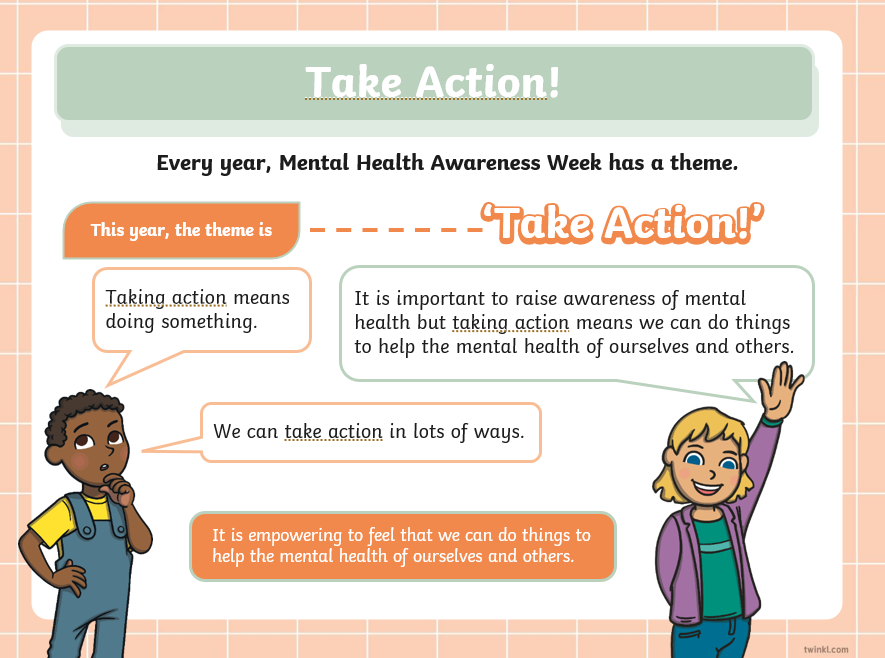 Take Action!
Every year, Mental Health Awareness Week has a theme.
This year, the theme is
‘Take Action!’
Taking action means
doing something.
It is important to raise awareness of mental
health but taking action means we can do things
to help the mental health of ourselves and others.
We can take action in lots of ways.
It is empowering to feel that we can do things to
help the mental health of ourselves and others.
twinkl.com